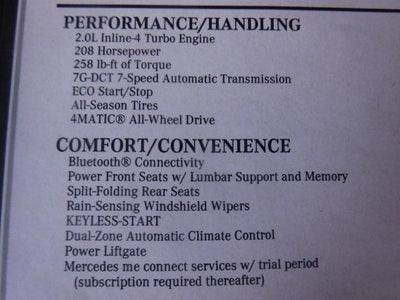 PERFORMANCE/HANDLING
2.0L Inline-4 Turbo Engine
208 Horsepower
258 lb-ft of Torque
7G-DCT 7-Speed Automatic Transmission
ECO Start/Stop
All-Season Tires
4MATIC® All-Wheel Drive
COMFORT/CONVENIENCE
Bluetooth® Connectivity
Power Front Seats w/ Lumbar Support and Memory
Split-Folding Rear Seats
Rain-Sensing Windshield Wipers
KEYLESS-START
Dual-Zone Automatic Climate Control
Power Liftgate
Mercedes me connect services w/ trial period
(subscription required thereafter)